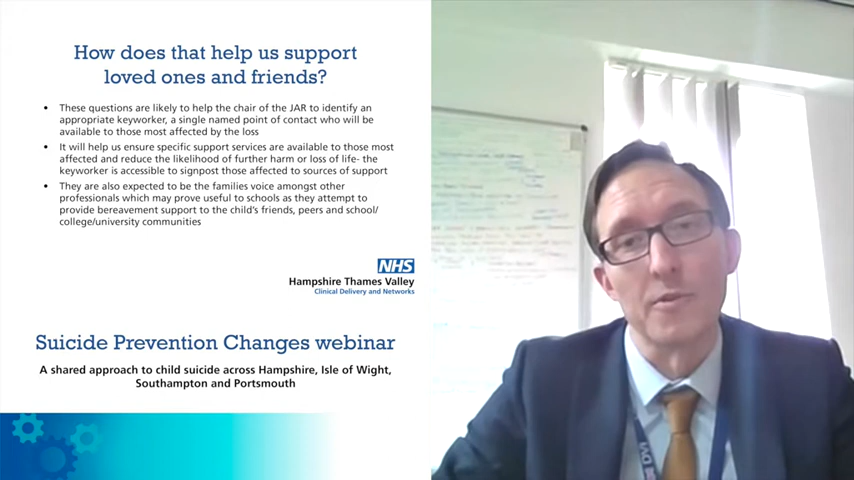 How does that help us support
loved ones and friends?
• These questions are likely to help the chair of the JAR to identify an
appropriate keyworker, a single named point of contact who will be
available to those most affected by the loss
• It will help us ensure specific support services are available to those most
affected and reduce the likelihood of further harm or loss of life- the
keyworker is accessible to signpost those affected to sources of support
• They are also expected to be the families voice amongst other
professionals which may prove useful to schools as they attempt to
provide bereavement support to the child's friends, peers and school/
college/university communities
NHS
Hampshire Thames Valley
Clinical Delivery and Networks
Suicide Prevention Changes webinar
A shared approach to child suicide across Hampshire, Isle of Wight,
Southampton and Portsmouth